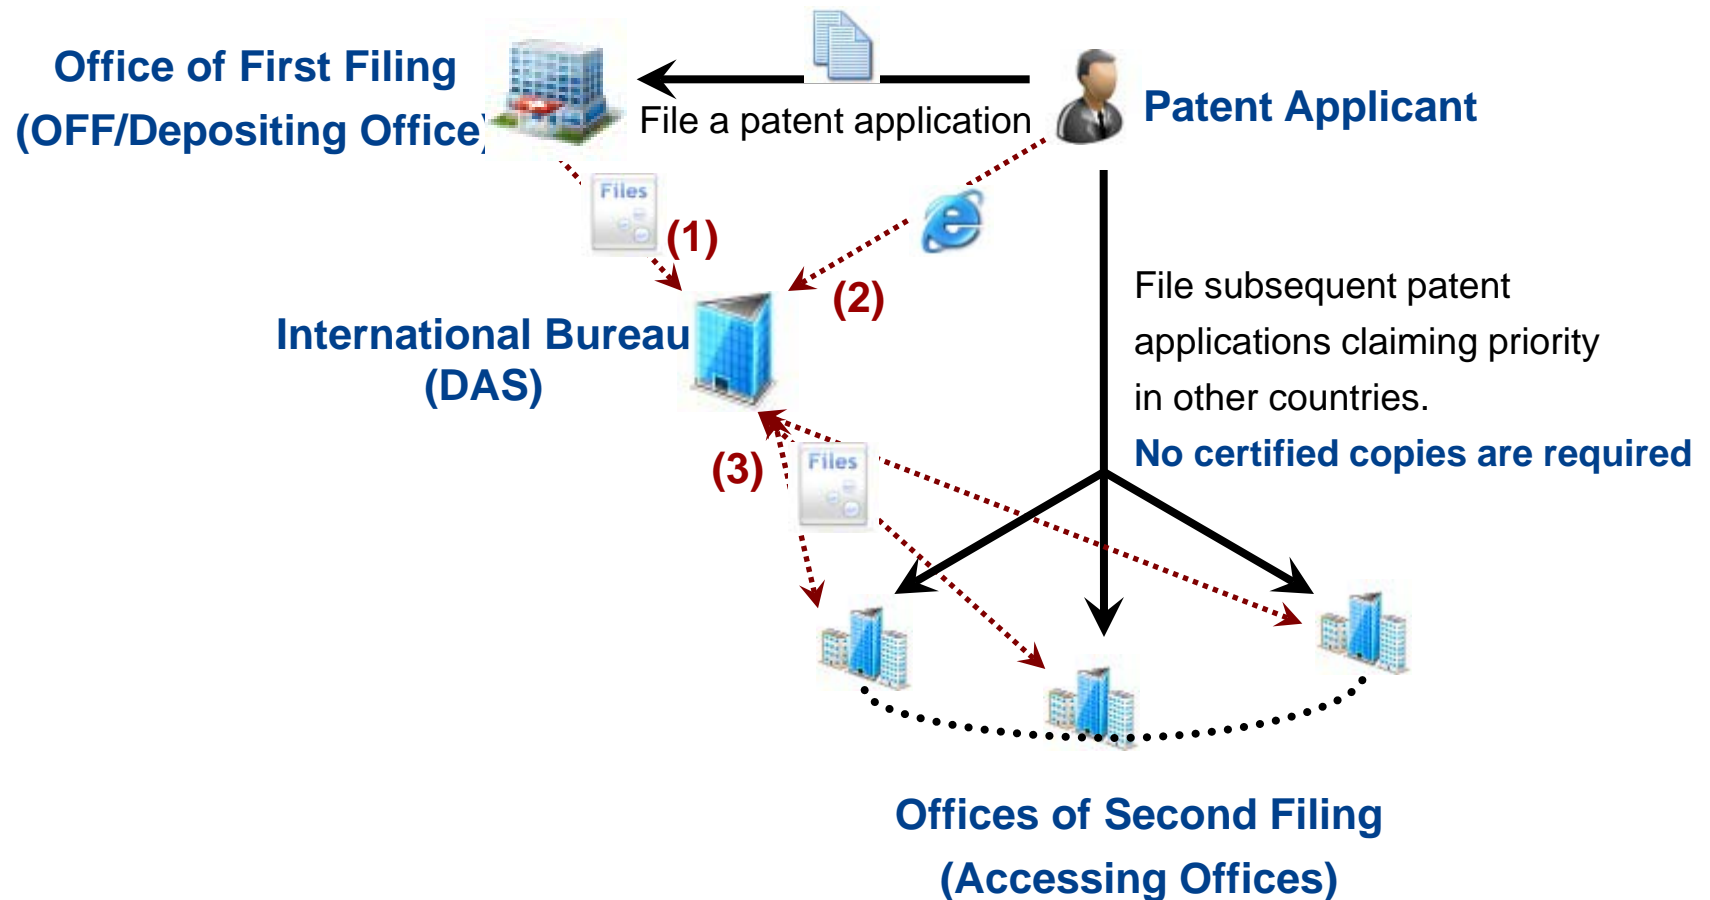 Office of First Filing
(OFF/Depositing Office)
File a patent application
Patent Applicant
Files
(1)
(2)
International Bureau
(DAS)
File subsequent patent
applications claiming priority
in other countries.
No certified copies are required
(3)
Files
Offices of Second Filing
(Accessing Offices)